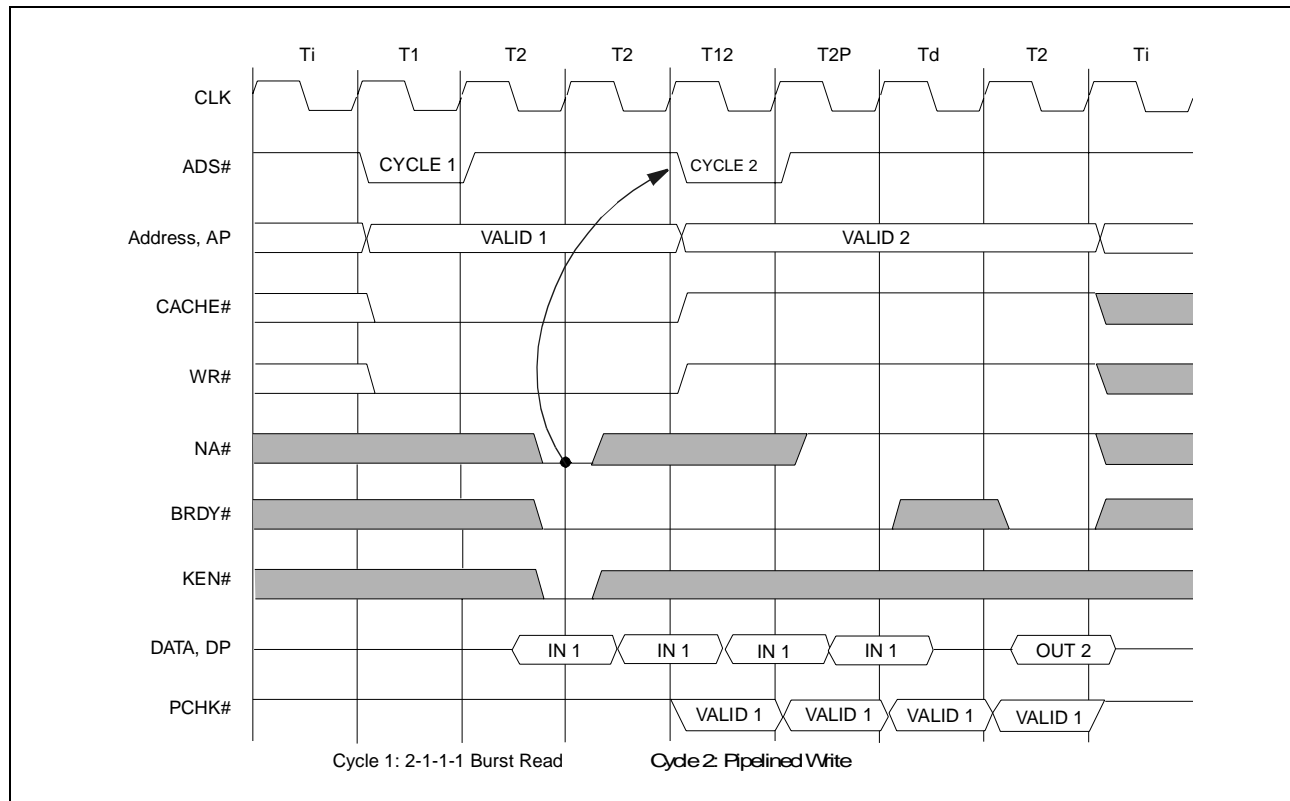 Ti T1 T2 T2 T12 T2P Td T2 Ti
CLK
ADS# CYCLE 1 CYCLE 2
Address, AP VALID 1 VALID 2
CACHE#
WR#
NA#
BRDY#
KEN#
DATA, DP IN 1 IN 1 IN 1 IN 1 OUT 2
PCHK# VALID 1 VALID 1 VALID 1 VALID 1
Cycle 1: 2-1-1-1 Burst Read Cycle 2: Pipelined Write